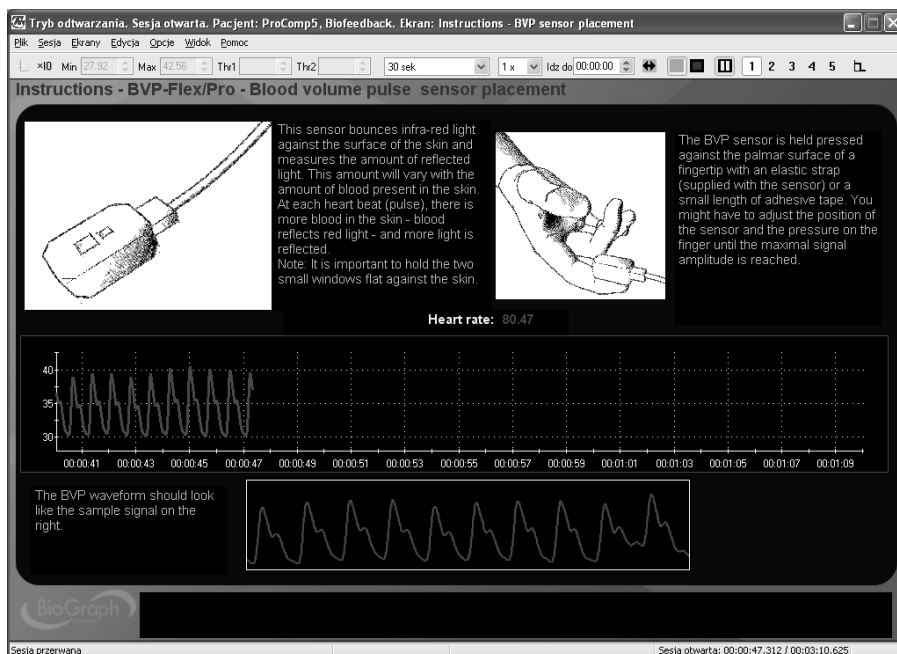 Tryb odtwarzania. Sesja otwarta. Pacjent: ProComp5, Biofeedback. Ekran: Instructions - BVP sensor placement
Plik Sesja Ekrany Edycja Opcje Widok Pomoc
×10 Min 27.92 Max 42.56 Thr1 Thr2 30 sek 1 x Idz do 00:00:00 1 2 3 4 5
Instructions - BVP-Flex/Pro - Blood volume pulse sensor placement
This sensor bounces infra-red light
against the surface of the skin and
measures the amount of reflected
light. This amount will vary with the
amount of blood present in the skin.
At each heart beat (pulse), there is
more blood in the skin - blood
reflects red light - and more light is
reflected.
Note: It is important to hold the two
small windows flat against the skin.
The BVP sensor is held pressed
against the palmar surface of a
fingertip with an elastic strap
(supplied with the sensor) or a
small length of adhesive tape. You
might have to adjust the position of
the sensor and the pressure on the
finger until the maximal signal
amplitude is reached.
Heart rate: 80.47
40
35
30
00:00:41 00:00:43 00:00:45 00:00:47 00:00:49 00:00:51 00:00:53 00:00:55 00:00:57 00:00:59 00:01:01 00:01:03 00:01:05 00:01:07 00:01:09
The BVP waveform should look
like the sample signal on the
right.
BioGraph
Sesja przerwana
Sesja otwarta: 00:00:47.312 / 00:03:10.625